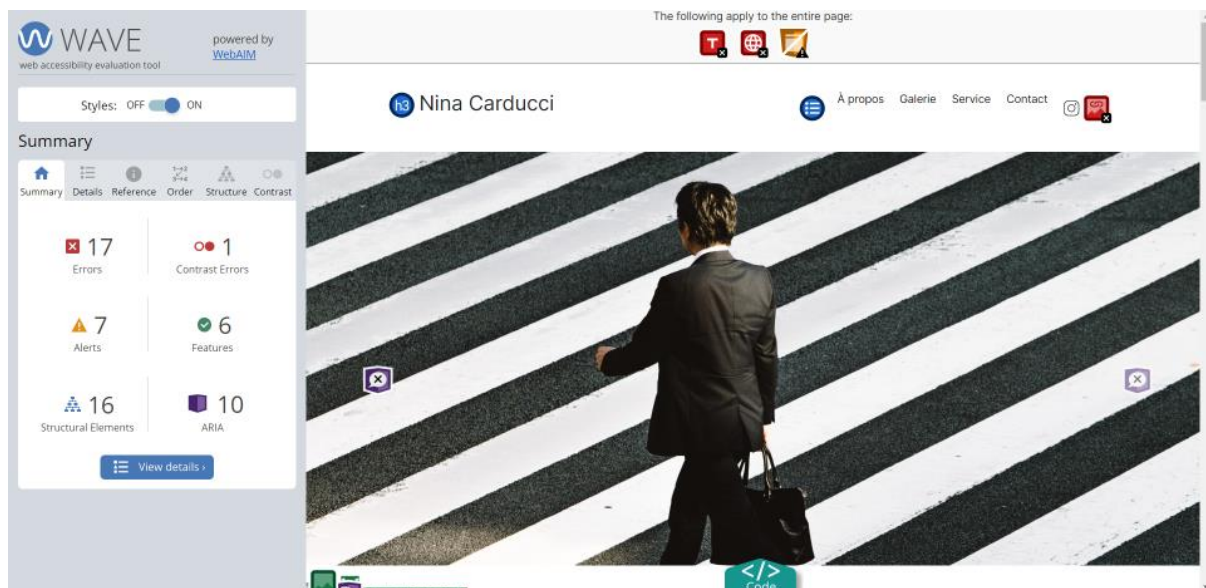 WAVE
web accessibility evaluation tool
powered by
WebAIM
Styles: OFF ON
Summary
Summary Details Reference Order Structure Contrast
17
Errors
1
Contrast Errors
7
Alerts
6
Features
16
Structural Elements
10
ARIA
View details ›
The following apply to the entire page:
T
h3 Nina Carducci
À propos Galerie Service Contact
</>
Code